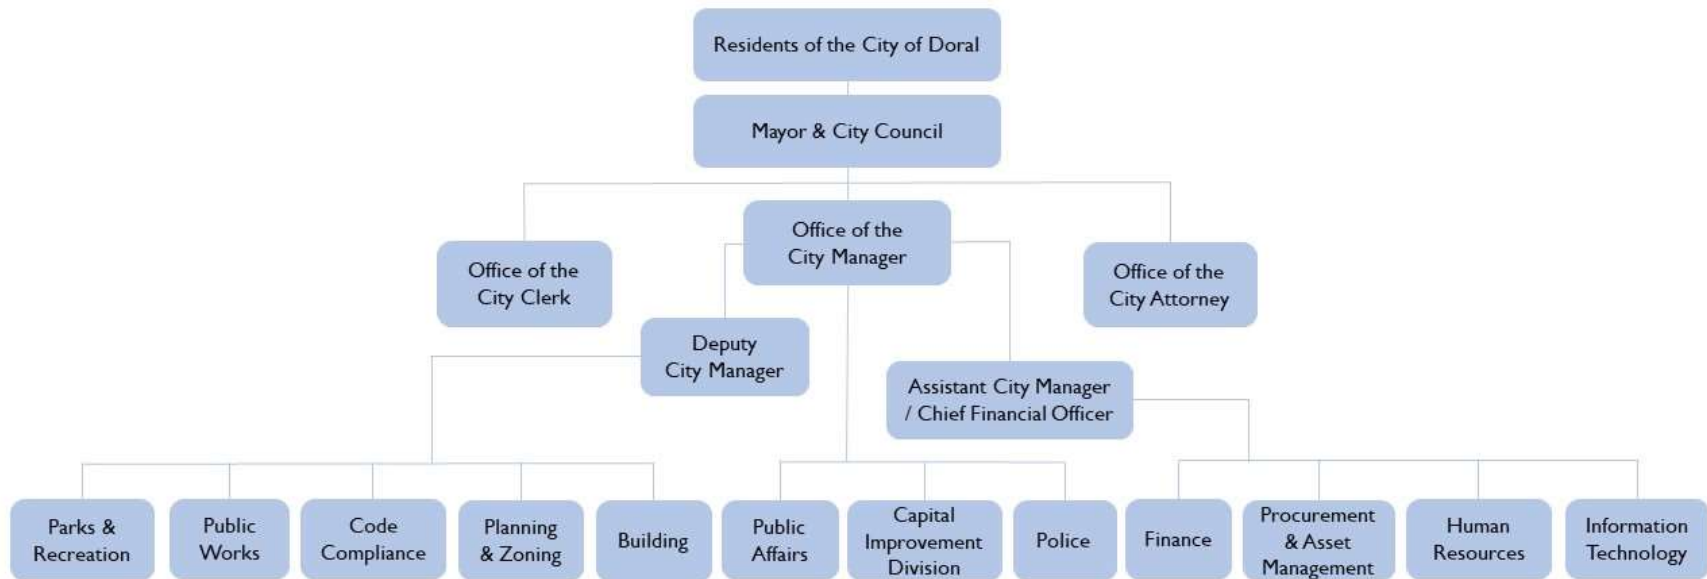 Residents of the City of Doral
Mayor & City Council
Office of the
City Manager
Office of the
City Clerk
Office of the
City Attorney
Deputy
City Manager
Assistant City Manager
/ Chief Financial Officer
Parks &
Recreation
Public
Works
Code
Compliance
Planning
& Zoning
Building
Public
Affairs
Capital
Improvement
Division
Police
Finance
Procurement
& Asset
Management
Human
Resources
Information
Technology